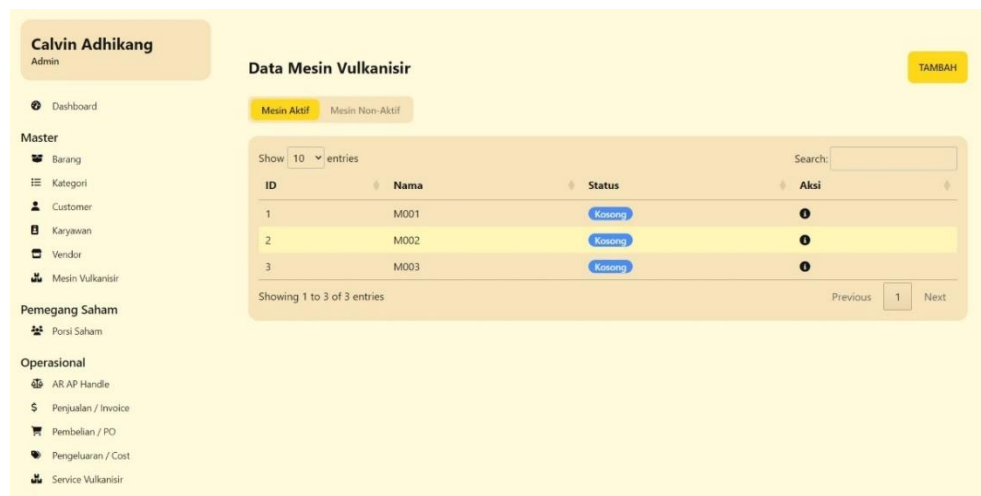 Calvin Adhikang
Admin
Dashboard
Master
Barang
Kategori
Customer
Karyawan
Vendor
Mesin Vulkanisir
Pemegang Saham
Porsi Saham
Operasional
AR AP Handle
Penjualan / Invoice
Pembelian / PO
Pengeluaran / Cost
Service Vulkanisir
Data Mesin Vulkanisir
TAMBAH
Mesin Aktif Mesin Non-Aktif
Show 10 entries Search:
ID Nama Status Aksi
1 M001 Kosong
2 M002 Kosong
3 M003 Kosong
Showing 1 to 3 of 3 entries Previous 1 Next